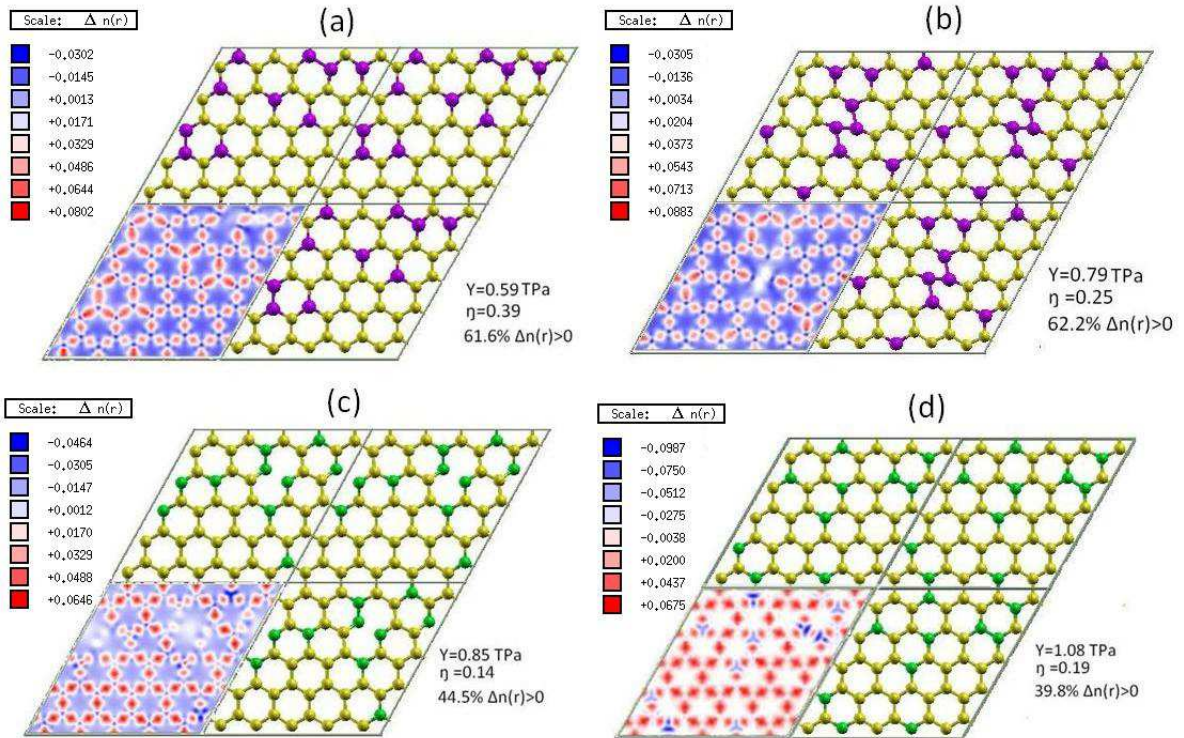 (a)
Scale: Δ n(r)
-0.0302
-0.0145
+0.0013
+0.0171
+0.0329
+0.0486
+0.0644
+0.0802
Y=0.59 TPa
η=0.39
61.6% Δn(r)>0
(b)
Scale: Δ n(r)
-0.0305
-0.0136
+0.0034
+0.0204
+0.0373
+0.0543
+0.0713
+0.0883
Y=0.79 TPa
η =0.25
62.2% Δn(r)>0
(c)
Scale: Δ n(r)
-0.0464
-0.0305
-0.0147
+0.0012
+0.0170
+0.0329
+0.0488
+0.0646
Y=0.85 TPa
η =0.14
44.5% Δn(r)>0
(d)
Scale: Δ n(r)
-0.0987
-0.0750
-0.0512
-0.0275
-0.0038
+0.0200
+0.0437
+0.0675
Y=1.08 TPa
η =0.19
39.8% Δn(r)>0